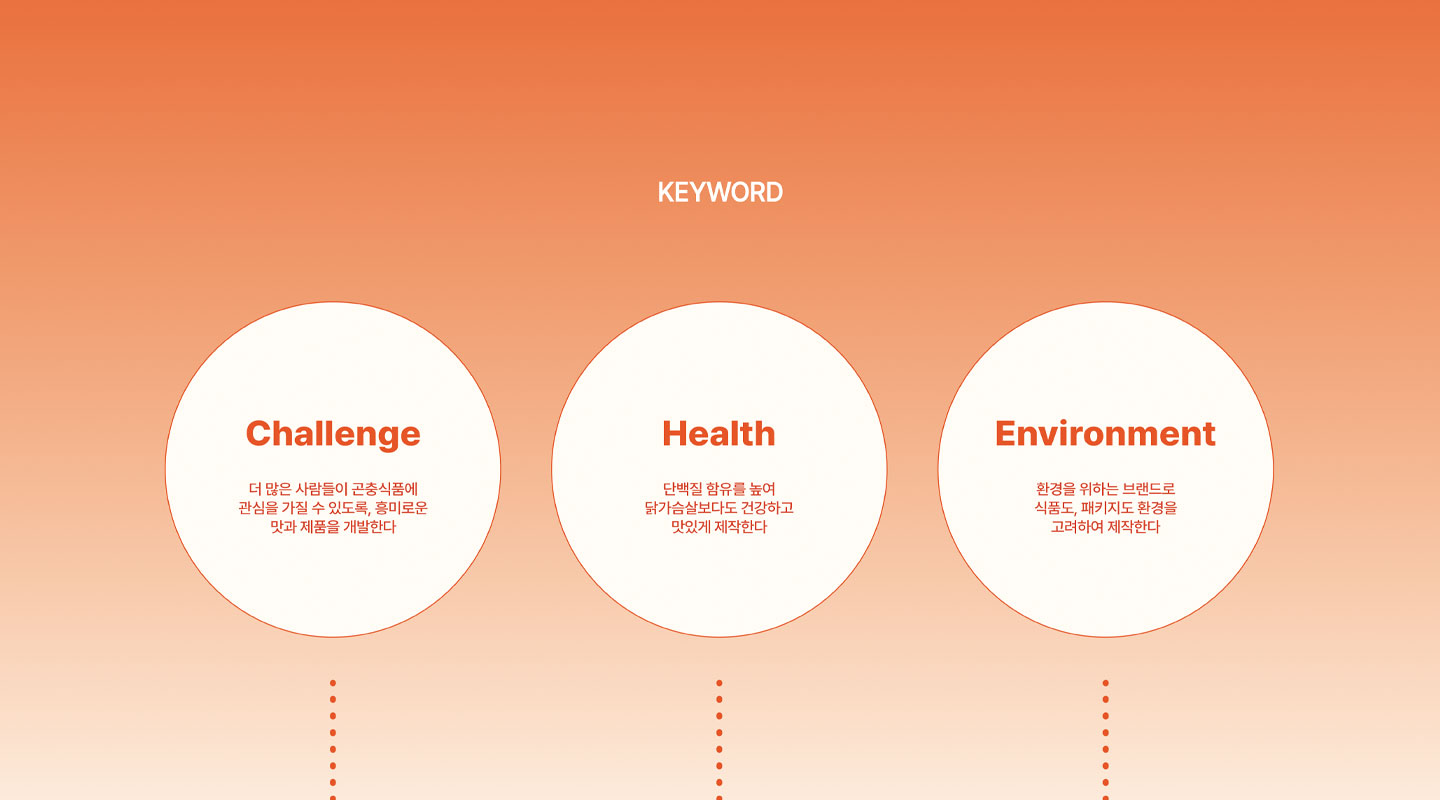 KEYWORD
Challenge
더 많은 사람들이 곤충식품에
관심을 가질 수 있도록, 흥미로운
맛과 제품을 개발한다
Health
단백질 함유를 높여
닭가슴살보다도 건강하고
맛있게 제작한다
Environment
환경을 위하는 브랜드로
식품도, 패키지도 환경을
고려하여 제작한다